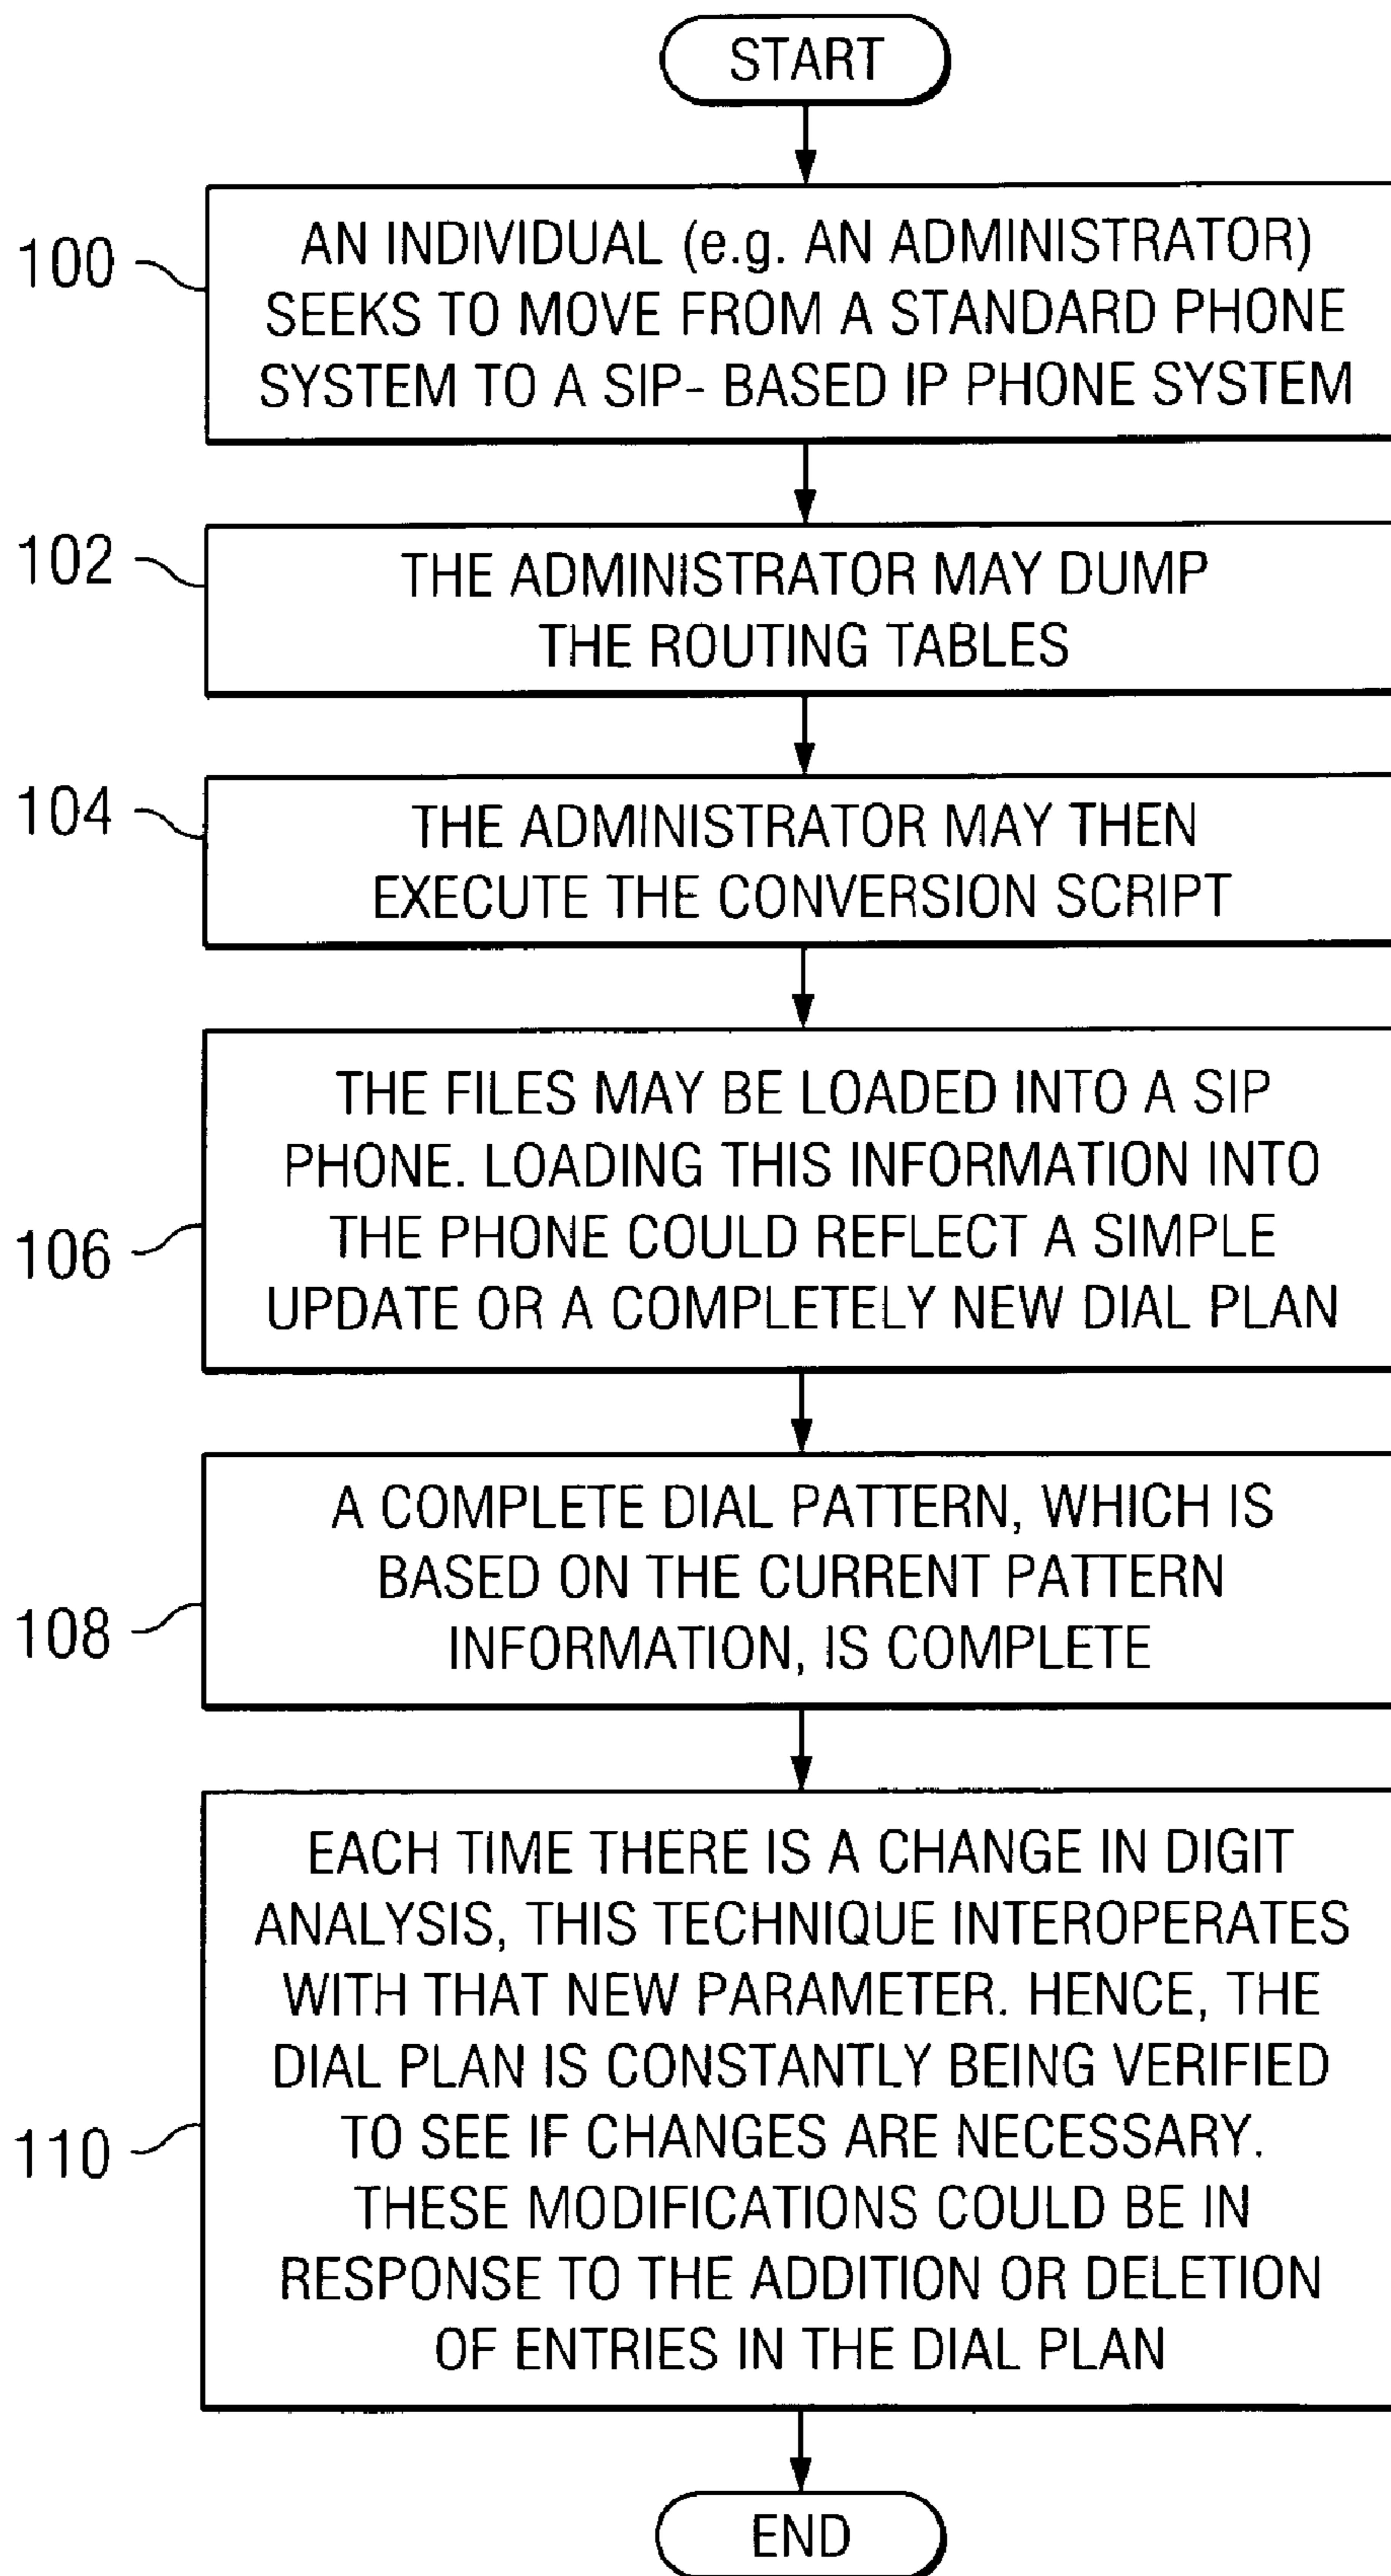 START
100
AN INDIVIDUAL (e.g. AN ADMINISTRATOR)
SEEKS TO MOVE FROM A STANDARD PHONE
SYSTEM TO A SIP- BASED IP PHONE SYSTEM
102
THE ADMINISTRATOR MAY DUMP
THE ROUTING TABLES
104
THE ADMINISTRATOR MAY THEN
EXECUTE THE CONVERSION SCRIPT
106
THE FILES MAY BE LOADED INTO A SIP
PHONE. LOADING THIS INFORMATION INTO
THE PHONE COULD REFLECT A SIMPLE
UPDATE OR A COMPLETELY NEW DIAL PLAN
108
A COMPLETE DIAL PATTERN, WHICH IS
BASED ON THE CURRENT PATTERN
INFORMATION, IS COMPLETE
110
EACH TIME THERE IS A CHANGE IN DIGIT
ANALYSIS, THIS TECHNIQUE INTEROPERATES
WITH THAT NEW PARAMETER. HENCE, THE
DIAL PLAN IS CONSTANTLY BEING VERIFIED
TO SEE IF CHANGES ARE NECESSARY.
THESE MODIFICATIONS COULD BE IN
RESPONSE TO THE ADDITION OR DELETION
OF ENTRIES IN THE DIAL PLAN
END